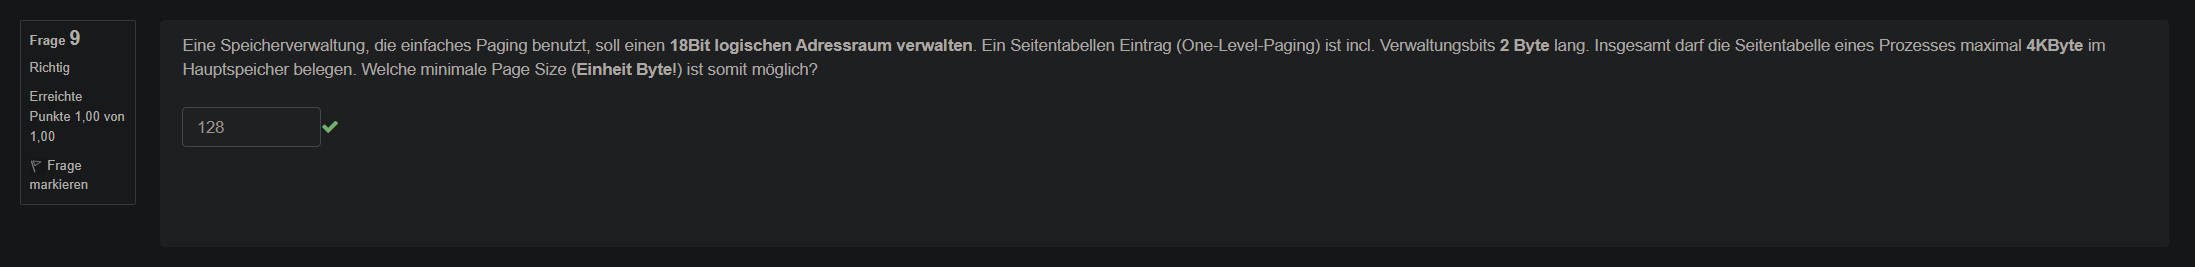 Frage 9
Richtig
Erreichte
Punkte 1,00 von
1,00
Frage
markieren
Eine Speicherverwaltung, die einfaches Paging benutzt, soll einen 18Bit logischen Adressraum verwalten. Ein Seitentabellen Eintrag (One-Level-Paging) ist incl. Verwaltungsbits 2 Byte lang. Insgesamt darf die Seitentabelle eines Prozesses maximal 4KByte im
Hauptspeicher belegen. Welche minimale Page Size (Einheit Byte!) ist somit möglich?
128